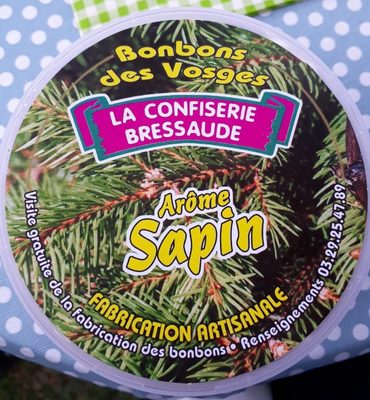 Bonbons
des Vosges
LA CONFISERIE
BRESSAUDE
Arôme
Sapin
FABRICATION ARTISANALE
Visite gratuite de la fabrication des bonbons • Renseignements 03.29.25.47.89